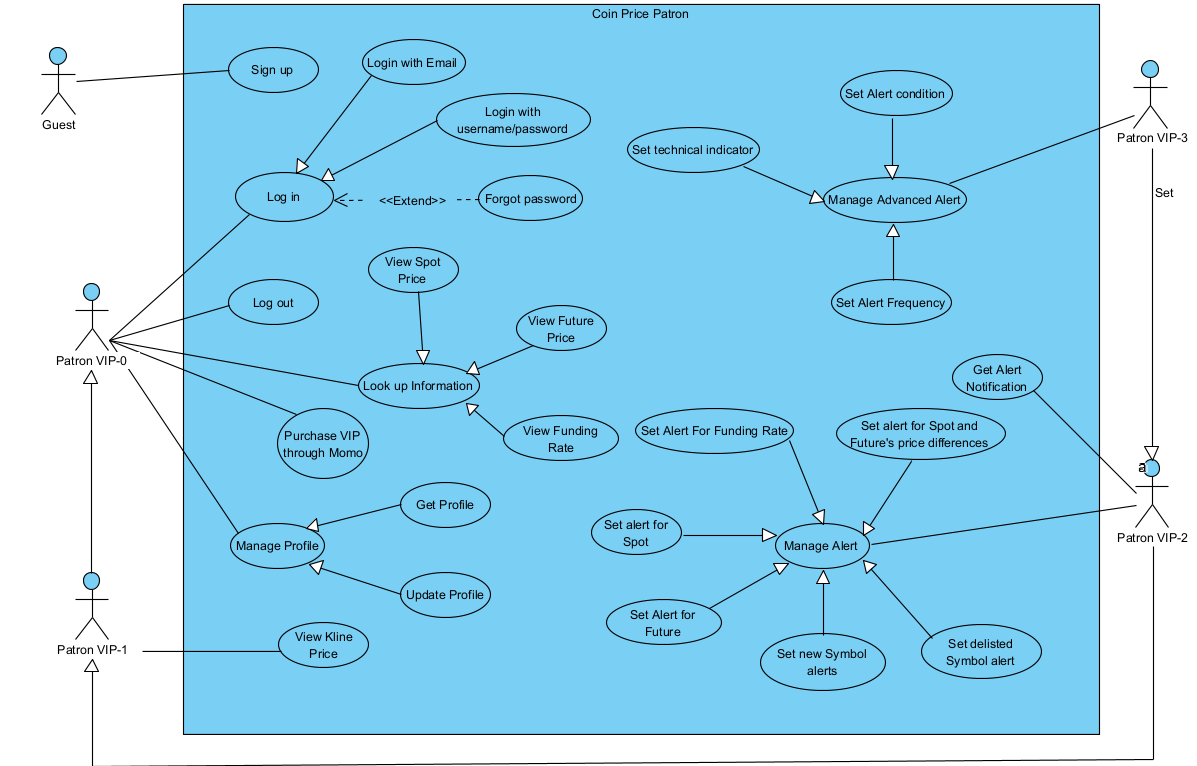 Coin Price Patron
Guest
Sign up
Login with Email
Login with
username/password
Log in
<<Extend>>
Forgot password
Set Alert condition
Set technical indicator
Manage Advanced Alert
Set Alert Frequency
Patron VIP-3
Set
View Spot
Price
Log out
View Future
Price
Patron VIP-0
Look up Information
View Funding
Rate
Purchase VIP
through Momo
Get Alert
Notification
Set Alert For Funding Rate
Set alert for Spot and
Future's price differences
a
Patron VIP-2
Get Profile
Manage Profile
Update Profile
Set alert for
Spot
Manage Alert
Set Alert for
Future
Set new Symbol
alerts
Set delisted
Symbol alert
Patron VIP-1
View Kline
Price